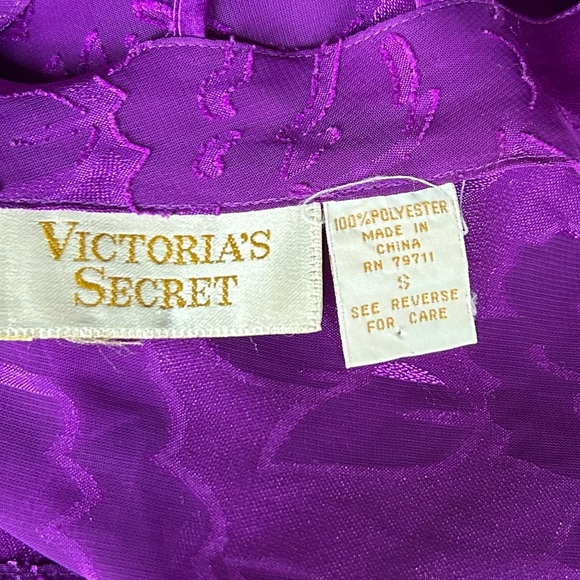 VICTORIA'S
SECRET
100% POLYESTER
MADE IN
CHINA
RN 79711
S
SEE REVERSE
FOR CARE